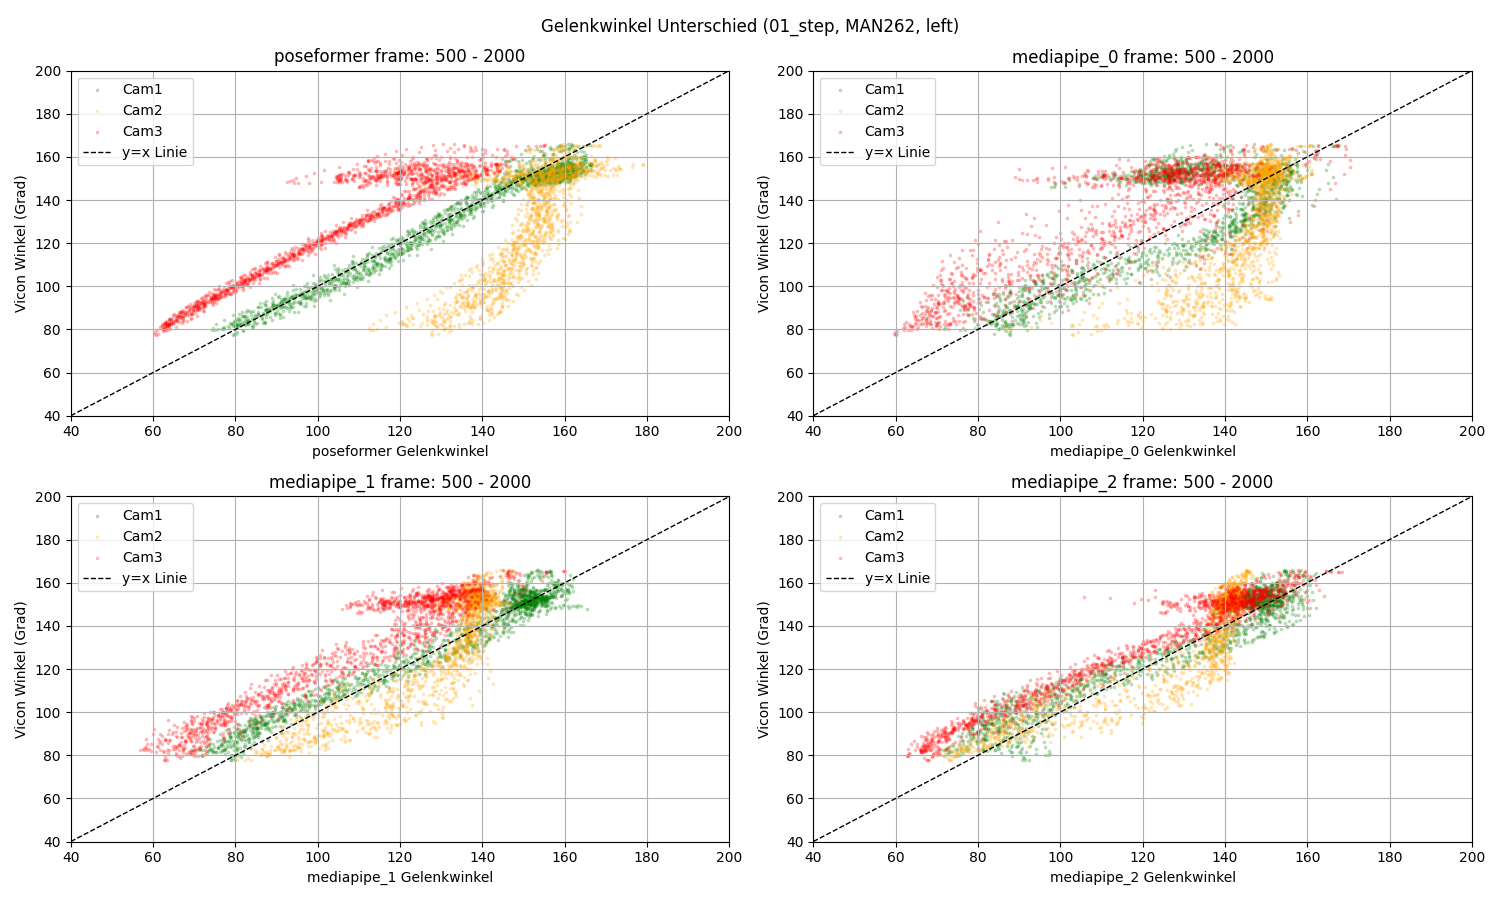 Gelenkwinkel Unterschied (01_step, MAN262, left)
poseformer frame: 500 - 2000
200
180
160
140
120
100
80
60
40
Vicon Winkel (Grad)
Cam1
Cam2
Cam3
y=x Linie
40 60 80 100 120 140 160 180 200
poseformer Gelenkwinkel
mediapipe_0 frame: 500 - 2000
200
180
160
140
120
100
80
60
40
Vicon Winkel (Grad)
Cam1
Cam2
Cam3
y=x Linie
40 60 80 100 120 140 160 180 200
mediapipe_0 Gelenkwinkel
mediapipe_1 frame: 500 - 2000
200
180
160
140
120
100
80
60
40
Vicon Winkel (Grad)
Cam1
Cam2
Cam3
y=x Linie
40 60 80 100 120 140 160 180 200
mediapipe_1 Gelenkwinkel
mediapipe_2 frame: 500 - 2000
200
180
160
140
120
100
80
60
40
Vicon Winkel (Grad)
Cam1
Cam2
Cam3
y=x Linie
40 60 80 100 120 140 160 180 200
mediapipe_2 Gelenkwinkel